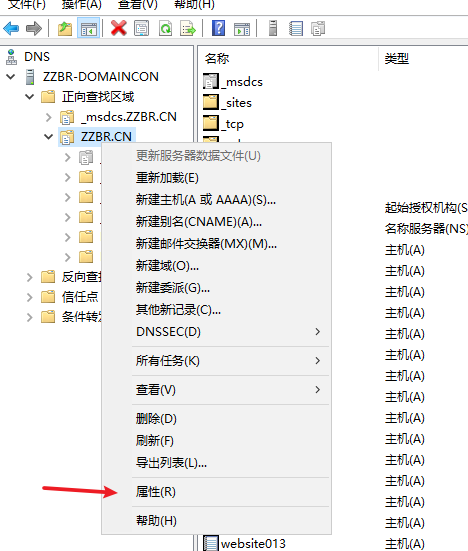 文件(F) 操作(A) 查看(V) 帮助(H)
DNS
ZZBR-DOMAINCON
正向查找区域
_msdcs.ZZBR.CN
ZZBR.CN
反向查找
信任点
条件转发
更新服务器数据文件(U)
重新加载(E)
新建主机(A 或 AAAA)(S)...
新建别名(CNAME)(A)...
新建邮件交换器(MX)(M)...
新建域(O)...
新建委派(G)...
其他新记录(C)...
DNSSEC(D)
所有任务(K)
查看(V)
删除(D)
刷新(F)
导出列表(L)...
属性(R)
帮助(H)
名称 类型
_msdcs
_sites
_tcp
起始授权机构(S
名称服务器(NS)
主机(A)
主机(A)
主机(A)
主机(A)
主机(A)
主机(A)
主机(A)
主机(A)
主机(A)
主机(A)
主机(A)
主机(A)
主机(A)
主机(A)
website013 主机(A)